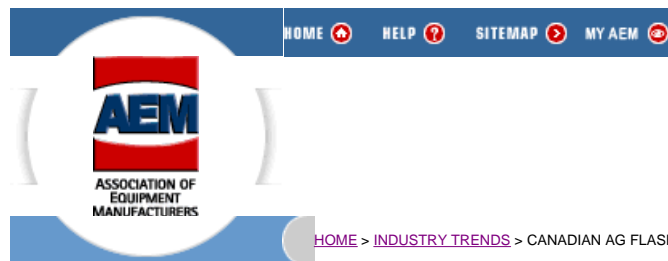 HOME HELP SITEMAP MY AEM
AEM
ASSOCIATION OF
EQUIPMENT
MANUFACTURERS
HOME > INDUSTRY TRENDS > CANADIAN AG